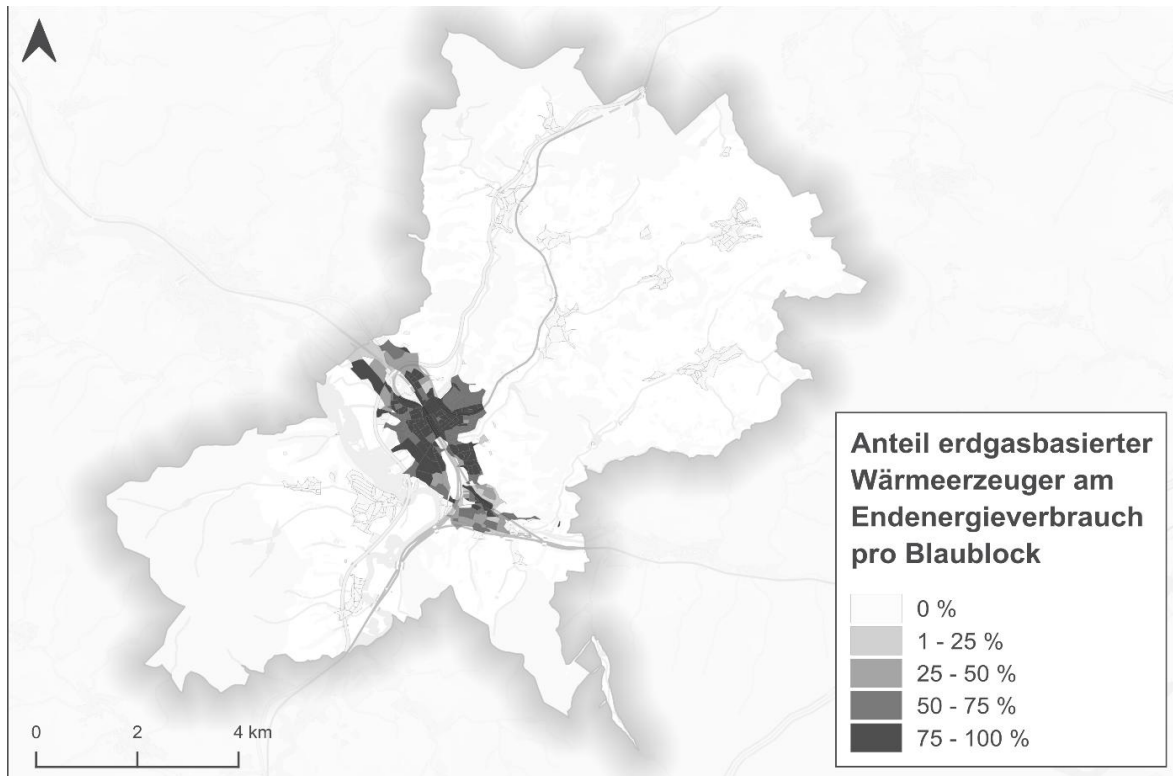 Anteil erdgasbasierter
Wärmeerzeuger am
Endenergieverbrauch
pro Blaublock
0 %
1 - 25 %
25 - 50 %
50 - 75 %
75 - 100 %
0 2 4 km